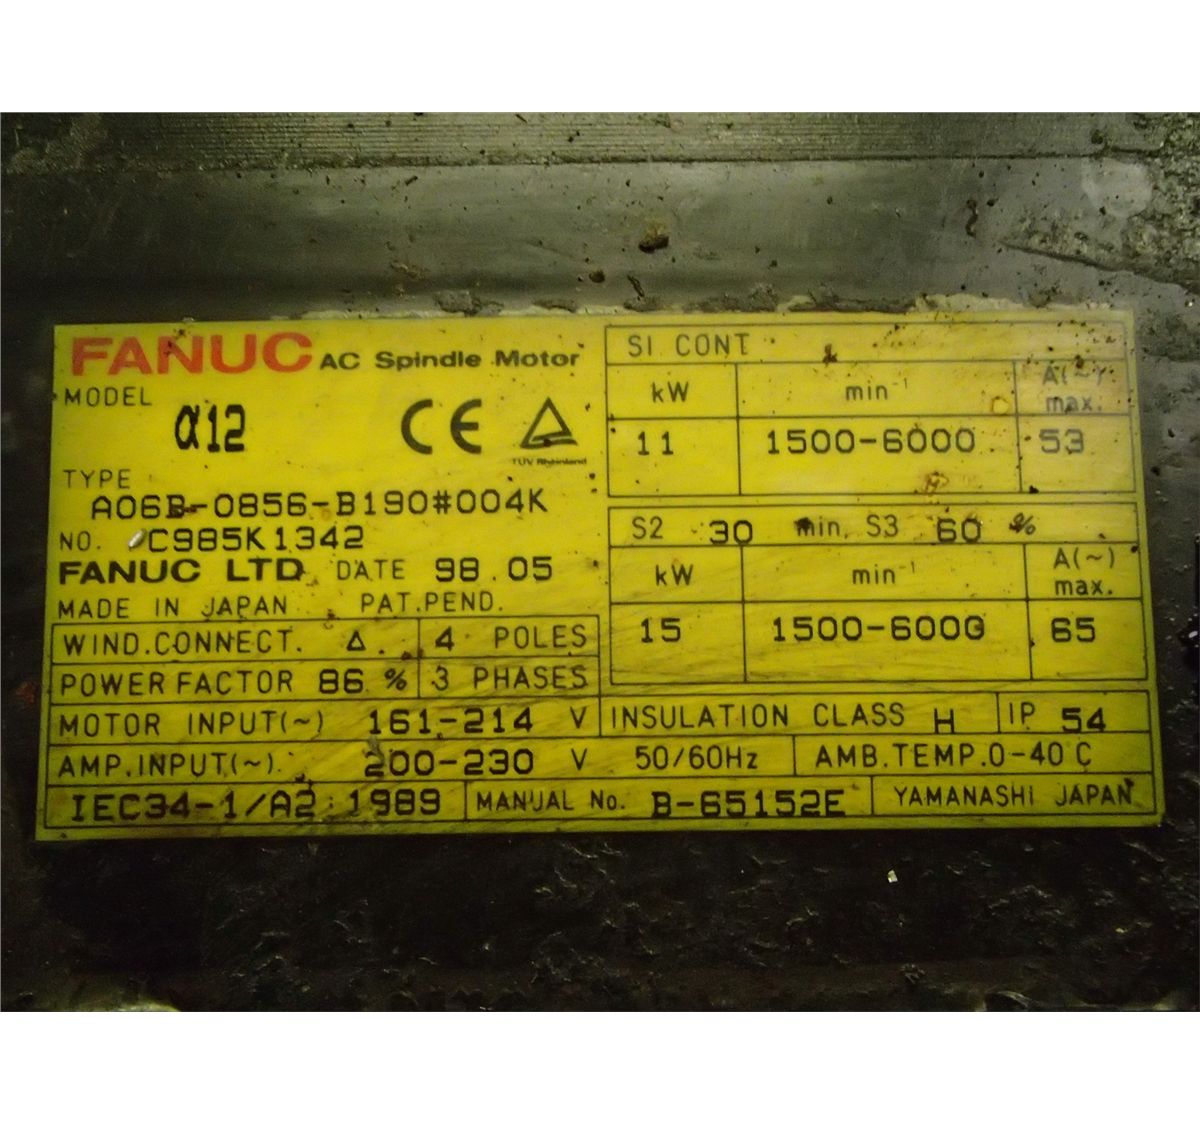 FANUC AC Spindle Motor
MODEL
α12
CE
TÜV Rheinland
TYPE
A06B-0856-B190#004K
NO. C985K1342
FANUC LTD DATE 98.05
MADE IN JAPAN PAT.PEND.
WIND.CONNECT. Δ. 4 POLES
POWER FACTOR 86 % 3 PHASES
SI CONT
kW min⁻¹ A(~) max.
11 1500-6000 53
S2 30 min, S3 60 %
kW min⁻¹ A(~) max.
15 1500-6000 65
MOTOR INPUT(~) 161-214 V INSULATION CLASS H IP 54
AMP.INPUT(~). 200-230 V 50/60Hz AMB.TEMP.0-40 C
IEC34-1/A2:1989 MANUAL No. B-65152E YAMANASHI JAPAN